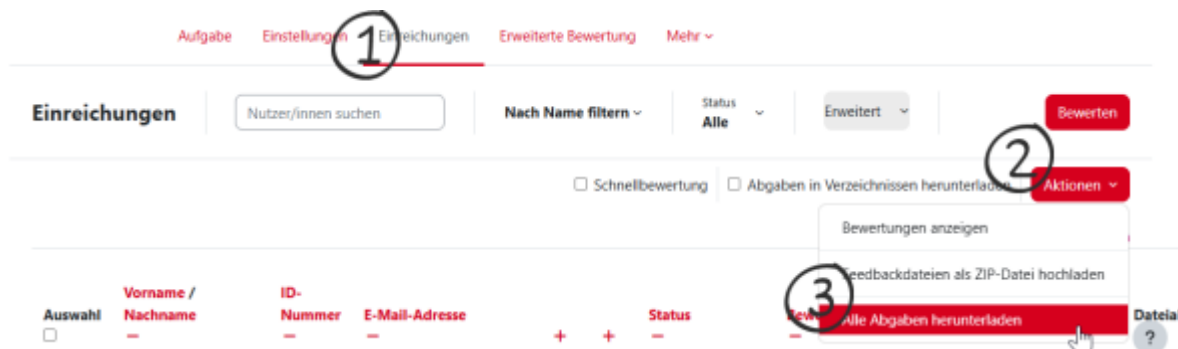 Aufgabe Einstellungen Einreichungen Erweiterte Bewertung Mehr
1
Einreichungen Nutzer/innen suchen Nach Name filtern Status Alle Erweitert Bewerten
2
Schnellbewertung Abgaben in Verzeichnissen herunterladen Aktionen
Bewertungen anzeigen
Feedbackdateien als ZIP-Datei hochladen
3
Alle Abgaben herunterladen
Auswahl Vorname / Nachname ID-Nummer E-Mail-Adresse Status
?